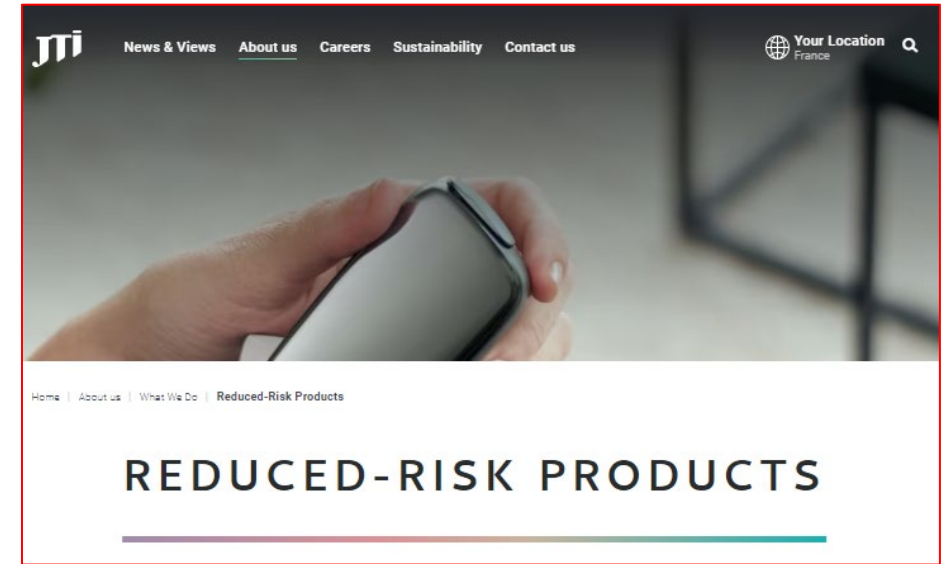 JTi
News & Views About us Careers Sustainability Contact us
Your Location
France
Home | About us | What We Do | Reduced-Risk Products
REDUCED-RISK PRODUCTS